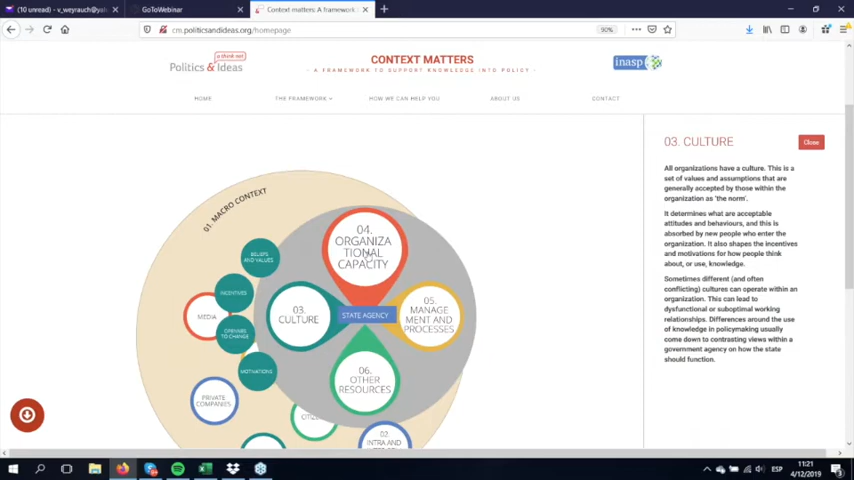 (10 unread) - v_weyrauch@yah
GoToWebinar
Context matters: A framework
cm.politicsandideas.org/homepage
90%
a think net
Politics & Ideas
CONTEXT MATTERS
- A FRAMEWORK TO SUPPORT KNOWLEDGE INTO POLICY -
inasp
HOME
THE FRAMEWORK
HOW WE CAN HELP YOU
ABOUT US
CONTACT
03. CULTURE
Close
All organizations have a culture. This is a
set of values and assumptions that are
generally accepted by those within the
organization as 'the norm'.
It determines what are acceptable
attitudes and behaviours, and this is
absorbed by new people who enter the
organization. It also shapes the incentives
and motivations for how people think
about, or use, knowledge.
Sometimes different (and often
conflicting) cultures can operate within an
organization. This can lead to
dysfunctional or suboptimal working
relationships. Differences around the use
of knowledge in policymaking usually
come down to contrasting views within a
government agency on how the state
should function.
01. MACRO CONTEXT
04.
ORGANIZA
TIONAL
CAPACITY
BELIEFS
AND VALUES
INCENTIVES
MEDIA
OPENNES
TO CHANGE
MOTIVATIONS
03.
CULTURE
STATE AGENCY
05.
MANAGE
MENT AND
PROCESSES
06.
OTHER
RESOURCES
PRIVATE
COMPANIES
02.
INTRA AND
ESP
11:21
4/12/2019
3